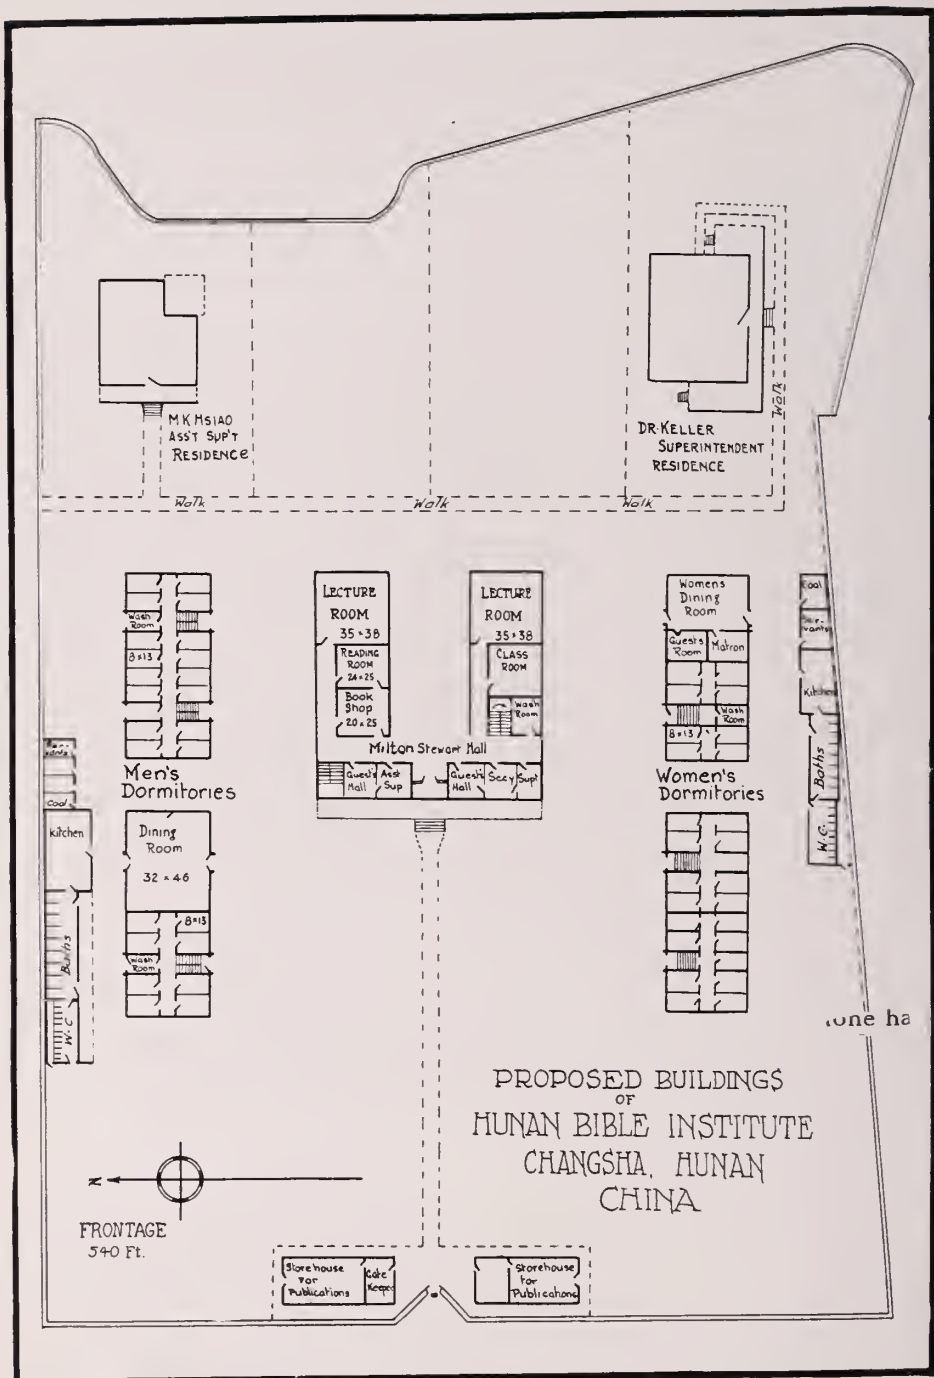 M K HSIAO
ASS'T SUP'T
RESIDENCE
DR·KELLER
SUPERINTENDENT
RESIDENCE
Walk
Walk
Walk
Walk
Wash
Room
8×13
Men's
Dormitories
LECTURE
ROOM
35×38
READING
ROOM
24×25
Book
Shop
20×25
LECTURE
ROOM
35×38
CLASS
ROOM
Wash
Room
Milton Stewart Hall
Guest's
Hall
Asst
Sup
Guest's
Hall
Secy
Supt
Womens
Dining
Room
Guests
Room
Matron
Wash
Room
8×13
Women's
Dormitories
Coal
Ser-
vants
Kitchen
Baths
W.C.
Coal
Kitchen
Baths
W.C
Dining
Room
32×46
8×13
Wash
Room
tone ha
PROPOSED BUILDINGS
OF
HUNAN BIBLE INSTITUTE
CHANGSHA, HUNAN
CHINA
N
FRONTAGE
540 Ft.
Storehouse
for
Publications
Gate
Keeper
Storehouse
for
Publications